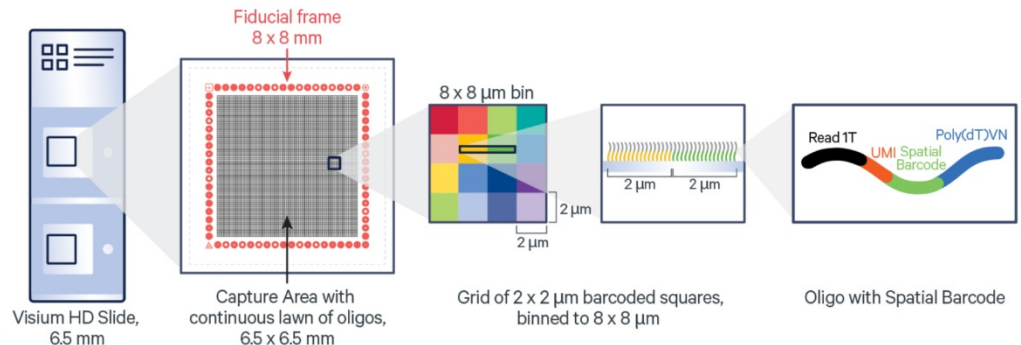 Fiducial frame
8 x 8 mm
8 x 8 µm bin
2 µm
2 µm
2 µm
2 µm
Read 1T
UMI
Spatial
Barcode
Poly(dT)VN
Visium HD Slide,
6.5 mm
Capture Area with
continuous lawn of oligos,
6.5 x 6.5 mm
Grid of 2 x 2 µm barcoded squares,
binned to 8 x 8 µm
Oligo with Spatial Barcode